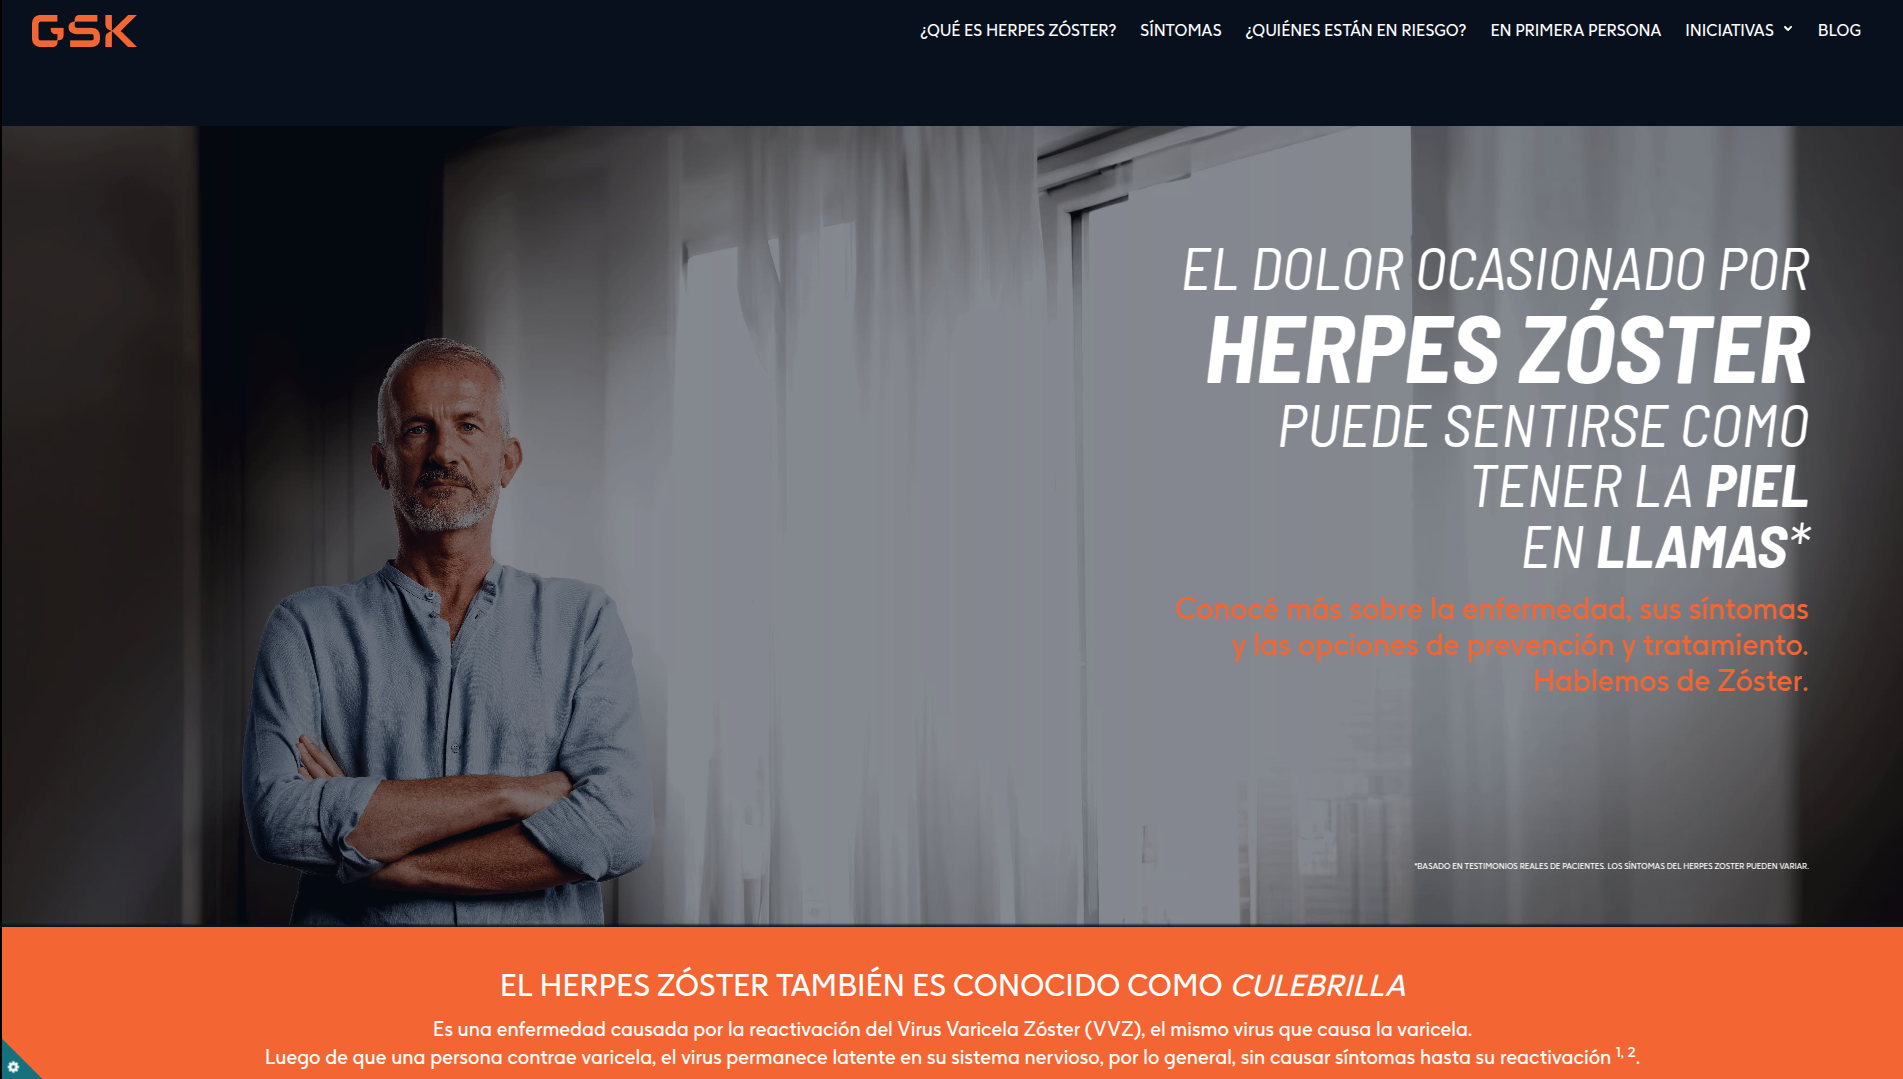 GSK
¿QUÉ ES HERPES ZÓSTER? SÍNTOMAS ¿QUIÉNES ESTÁN EN RIESGO? EN PRIMERA PERSONA INICIATIVAS BLOG
EL DOLOR OCASIONADO POR
HERPES ZÓSTER
PUEDE SENTIRSE COMO
TENER LA PIEL
EN LLAMAS*
Conocé más sobre la enfermedad, sus síntomas
y las opciones de prevención y tratamiento.
Hablemos de Zóster.
*BASADO EN TESTIMONIOS REALES DE PACIENTES. LOS SÍNTOMAS DEL HERPES ZOSTER PUEDEN VARIAR.
EL HERPES ZÓSTER TAMBIÉN ES CONOCIDO COMO CULEBRILLA
Es una enfermedad causada por la reactivación del Virus Varicela Zóster (VVZ), el mismo virus que causa la varicela.
Luego de que una persona contrae varicela, el virus permanece latente en su sistema nervioso, por lo general, sin causar síntomas hasta su reactivación 1, 2.